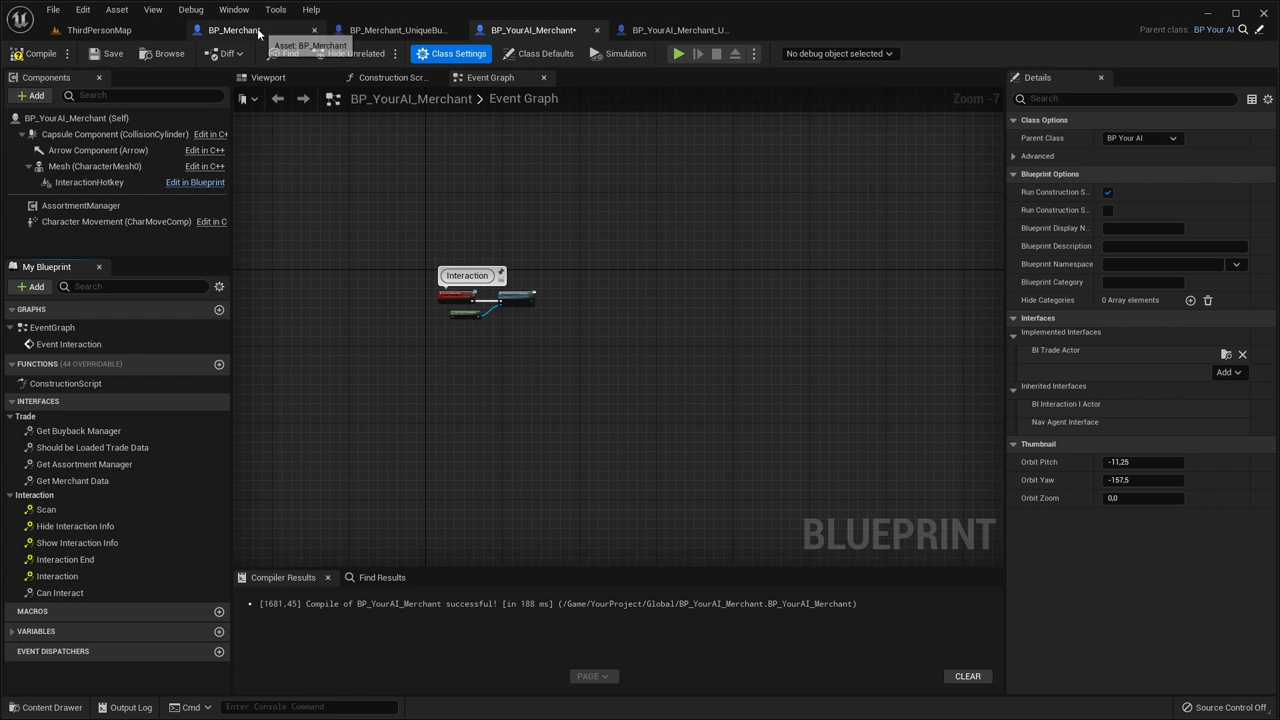 File Edit Asset View Debug Window Tools Help
ThirdPersonMap BP_Merchant BP_Merchant_UniqueBu... BP_YourAI_Merchant• BP_YourAI_Merchant_U... Parent class: BP Your AI
Asset: BP_Merchant
Compile Save Browse Diff Find Hide Unrelated Class Settings Class Defaults Simulation No debug object selected
Components
Add Search
BP_YourAI_Merchant (Self)
Capsule Component (CollisionCylinder) Edit in C+
Arrow Component (Arrow) Edit in C++
Mesh (CharacterMesh0) Edit in C++
InteractionHotkey Edit in Blueprint
AssortmentManager
Character Movement (CharMoveComp) Edit in C
My Blueprint
Add Search
GRAPHS
EventGraph
Event Interaction
FUNCTIONS (44 OVERRIDABLE)
ConstructionScript
INTERFACES
Trade
Get Buyback Manager
Should be Loaded Trade Data
Get Assortment Manager
Get Merchant Data
Interaction
Scan
Hide Interaction Info
Show Interaction Info
Interaction End
Interaction
Can Interact
MACROS
VARIABLES
EVENT DISPATCHERS
Viewport Construction Scr... Event Graph
BP_YourAI_Merchant > Event Graph Zoom -7
Interaction
BLUEPRINT
Compiler Results Find Results
[1681,45] Compile of BP_YourAI_Merchant successful! [in 188 ms] (/Game/YourProject/Global/BP_YourAI_Merchant.BP_YourAI_Merchant)
PAGE CLEAR
Details
Search
Class Options
Parent Class BP Your AI
Advanced
Blueprint Options
Run Construction S...
Run Construction S...
Blueprint Display N...
Blueprint Description
Blueprint Namespace
Blueprint Category
Hide Categories 0 Array elements
Interfaces
Implemented Interfaces
BI Trade Actor
Add
Inherited Interfaces
BI Interaction I Actor
Nav Agent Interface
Thumbnail
Orbit Pitch -11,25
Orbit Yaw -157,5
Orbit Zoom 0,0
Content Drawer Output Log Cmd Enter Console Command Source Control Off